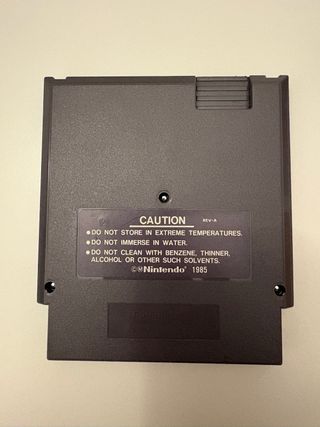 CAUTION REV-A
●DO NOT STORE IN EXTREME TEMPERATURES.
●DO NOT IMMERSE IN WATER.
●DO NOT CLEAN WITH BENZENE, THINNER,
ALCOHOL OR OTHER SUCH SOLVENTS.
©Nintendo® 1985